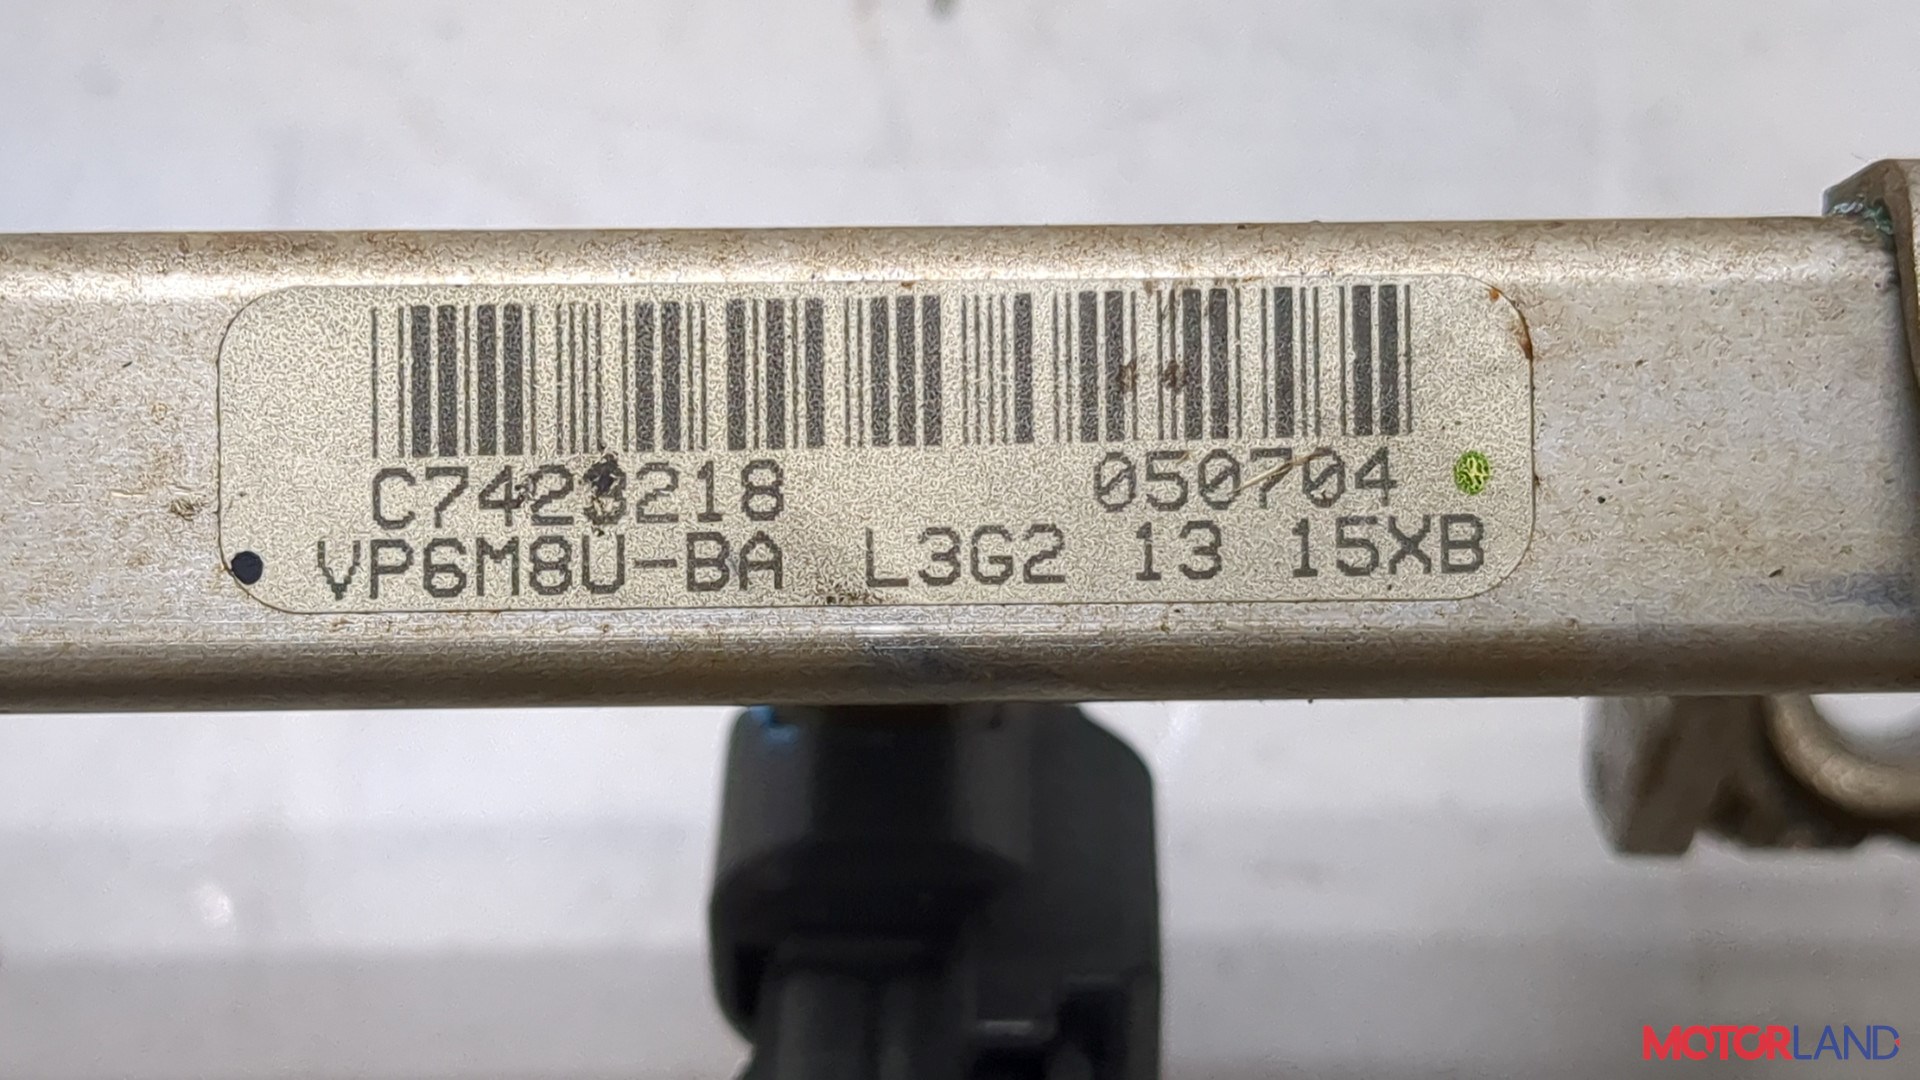 C7423218 050704
VP6M8U-BA L3G2 13 15XB
MOTORLAND